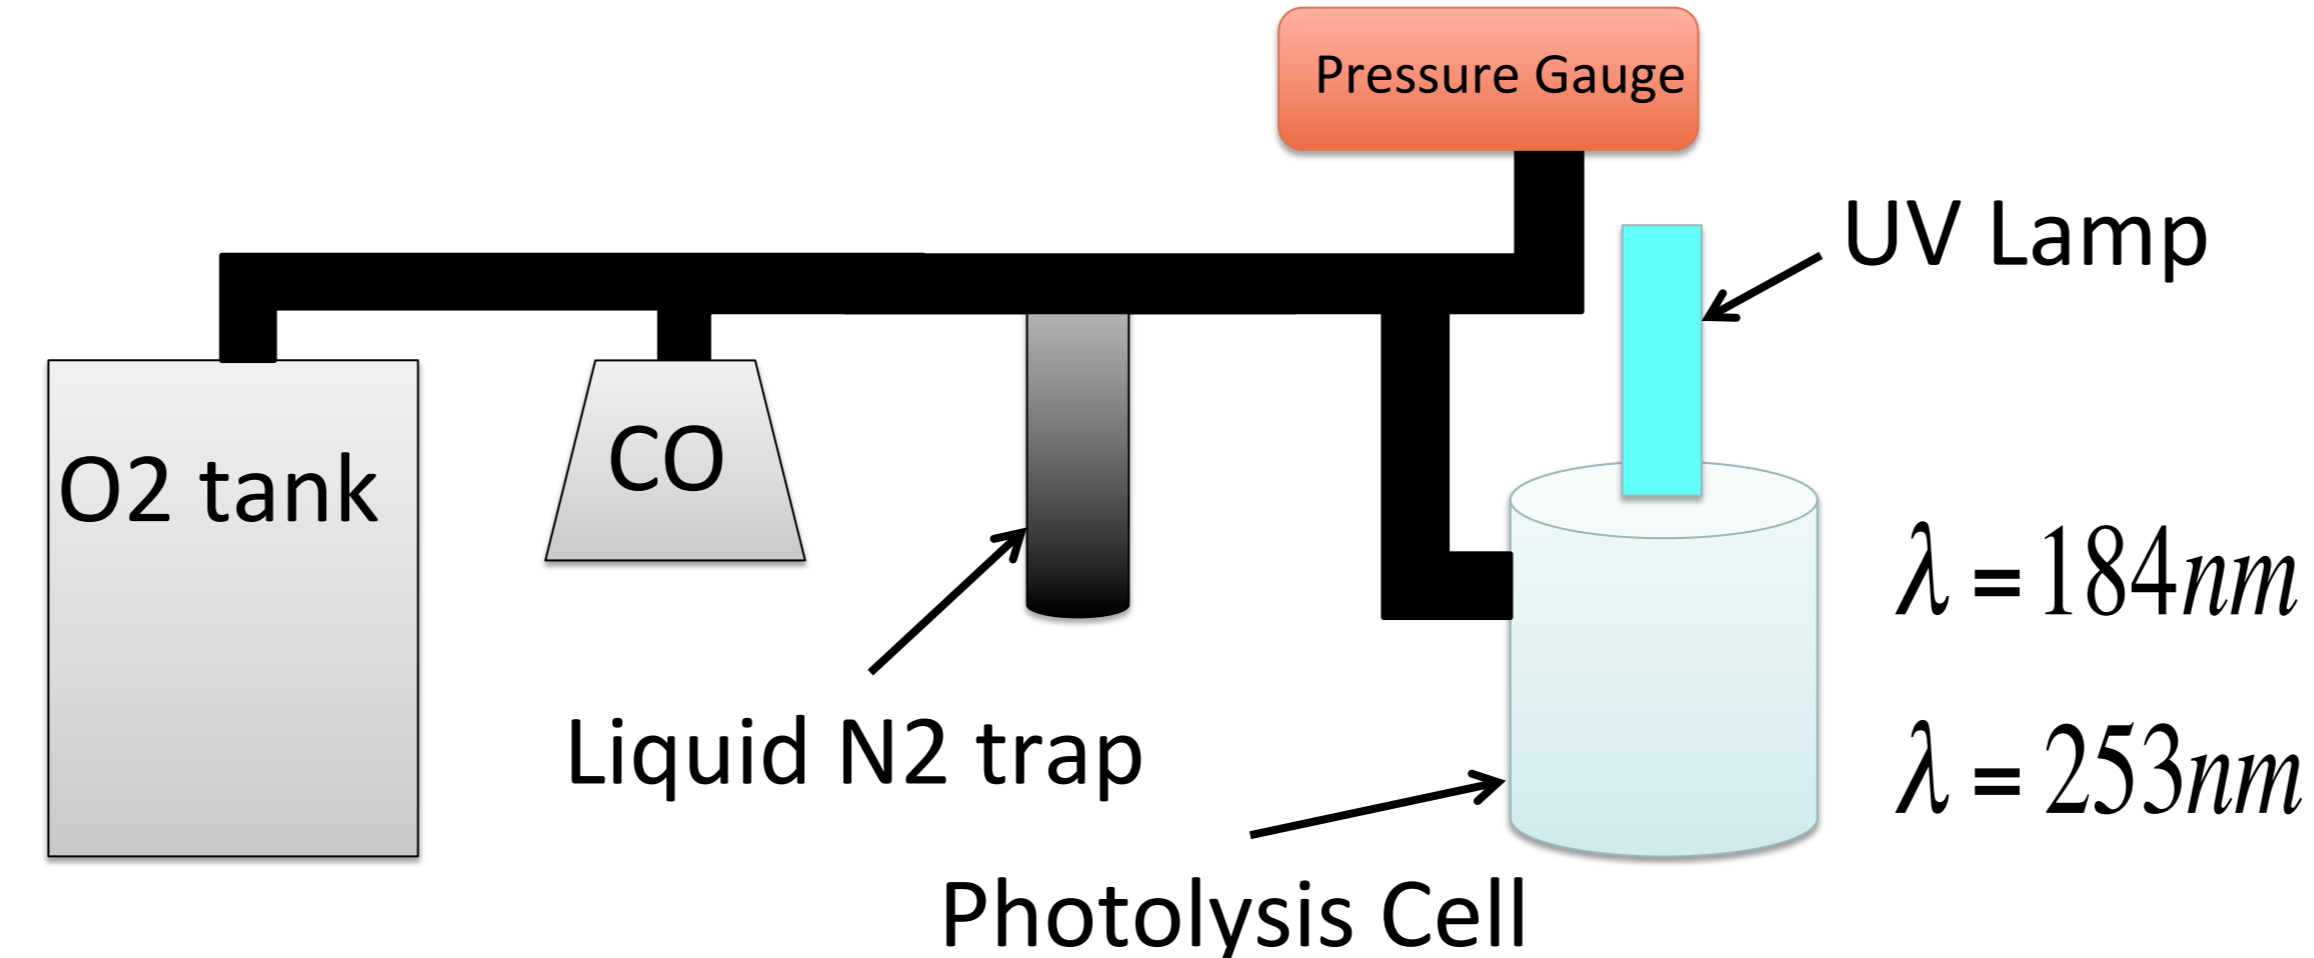 Pressure Gauge
UV Lamp
O2 tank
CO
λ = 184nm
Liquid N2 trap
λ = 253nm
Photolysis Cell